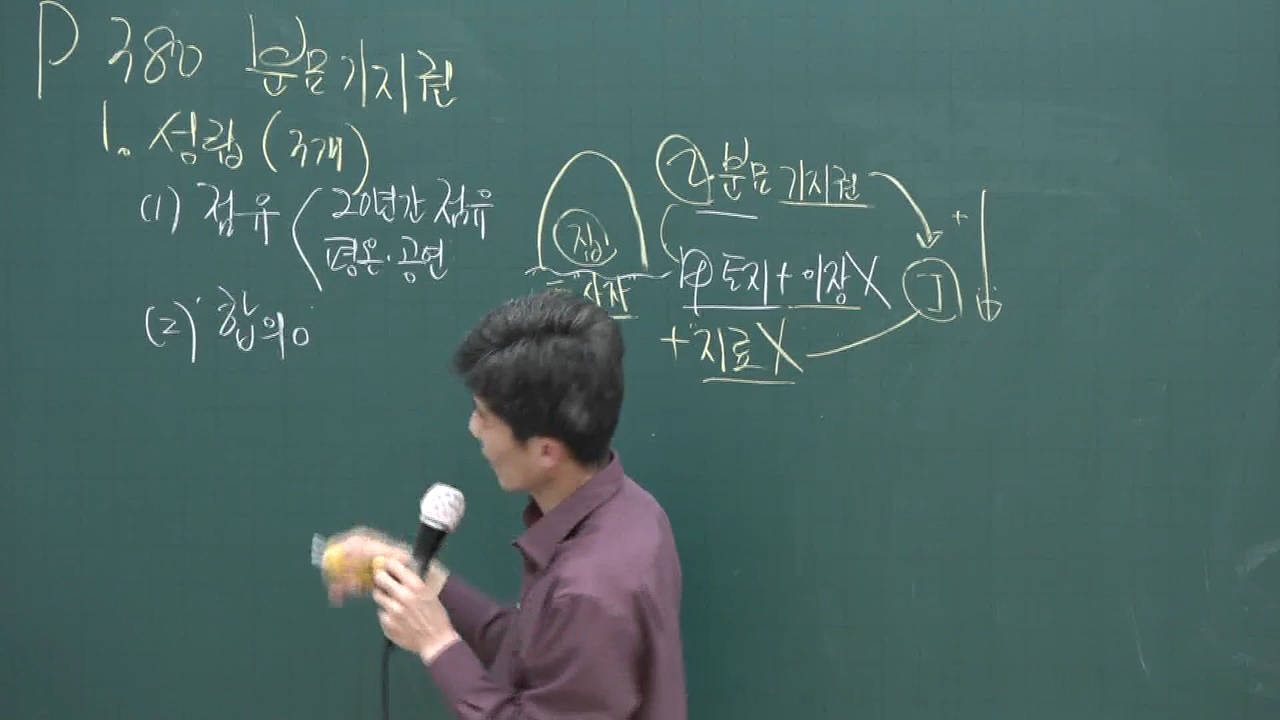 P 380 분묘기지권
1. 성립 (3개)
(1) 점유
20년간 점유
평온·공연
(2) 합의○
② 분묘 기지권
토지 + 이장X
+ 지료X
+